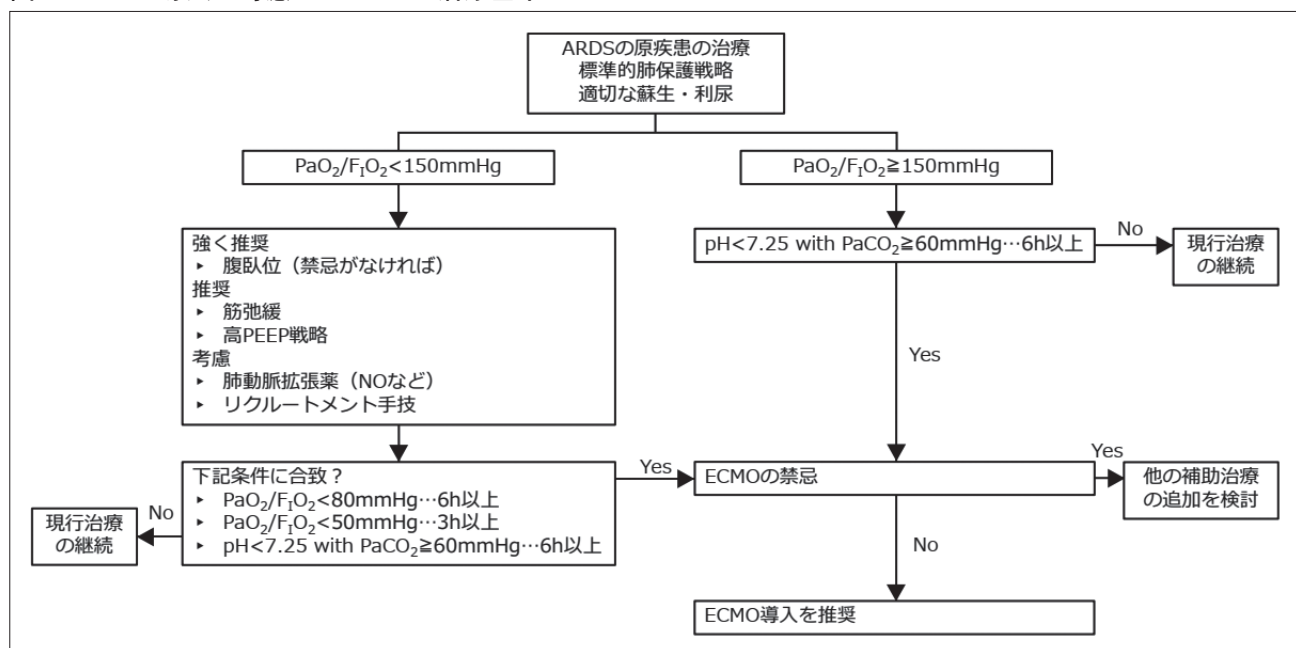 ARDSの原疾患の治療
標準的肺保護戦略
適切な蘇生・利尿
PaO₂/FIO₂<150mmHg
PaO₂/FIO₂≧150mmHg
強く推奨
▸ 腹臥位（禁忌がなければ）
推奨
▸ 筋弛緩
▸ 高PEEP戦略
考慮
▸ 肺動脈拡張薬（NOなど）
▸ リクルートメント手技
pH<7.25 with PaCO₂≧60mmHg…6h以上
No
現行治療
の継続
Yes
下記条件に合致？
▸ PaO₂/FIO₂<80mmHg…6h以上
▸ PaO₂/FIO₂<50mmHg…3h以上
▸ pH<7.25 with PaCO₂≧60mmHg…6h以上
No
現行治療
の継続
Yes
ECMOの禁忌
Yes
他の補助治療
の追加を検討
No
ECMO導入を推奨